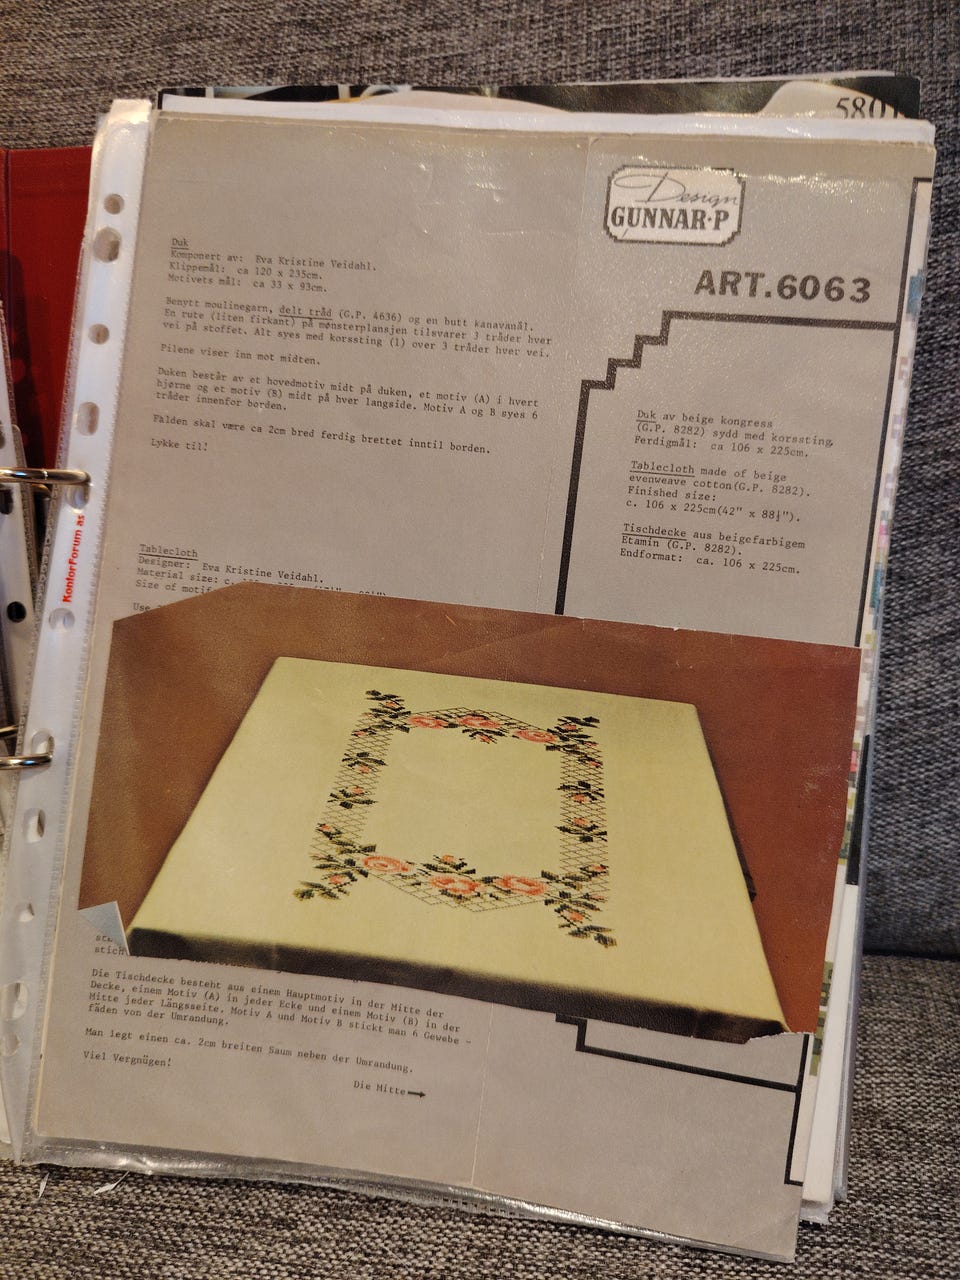 5801
Design
GUNNAR·P
ART.6063
Duk
Komponert av: Eva Kristine Veidahl.
Klippemål: ca 120 x 235cm.
Motivets mål: ca 33 x 93cm.
Benytt moulinegarn, delt tråd (G.P. 4636) og en butt kanavanål.
En rute (liten firkant) på mønsterplansjen tilsvarer 3 tråder hver
vei på stoffet. Alt syes med korssting (1) over 3 tråder hver vei.
Pilene viser inn mot midten.
Duken består av et hovedmotiv midt på duken, et motiv (A) i hvert
hjørne og et motiv (B) midt på hver langside. Motiv A og B syes 6
tråder innenfor borden.
Falden skal være ca 2cm bred ferdig brettet inntil borden.
Lykke til!
Duk av beige kongress
(G.P. 8282) sydd med korssting.
Ferdigmål: ca 106 x 225cm.
Tablecloth made of beige
evenweave cotton(G.P. 8282).
Finished size:
c. 106 x 225cm(42" x 88½").
Tischdecke aus beigefarbigem
Etamin (G.P. 8282).
Endformat: ca. 106 x 225cm.
Tablecloth
Designer: Eva Kristine Veidahl.
Material size: c.
Size of motif
Use
stich
Die Tischdecke besteht aus einem Hauptmotiv in der Mitte der
Decke, einem Motiv (A) in jeder Ecke und einem Motiv (B) in der
Mitte jeder Längsseite. Motiv A und Motiv B stickt man 6 Gewebe -
fäden von der Umrandung.
Man legt einen ca. 2cm breiten Saum neben der Umrandung.
Viel Vergnügen!
Die Mitte →
KontorForum as